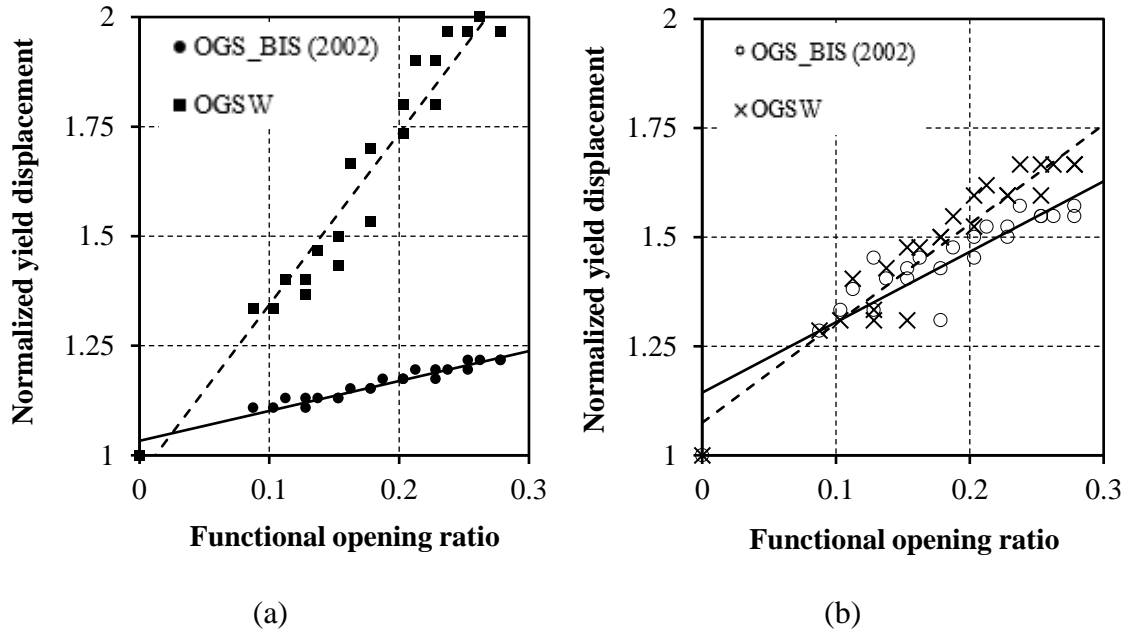 Normalized yield displacement
2
1.75
1.5
1.25
1
OGS_BIS (2002)
OGSW
0
0.1
0.2
0.3
Functional opening ratio
(a)
Normalized yield displacement
2
1.75
1.5
1.25
1
OGS_BIS (2002)
OGSW
0
0.1
0.2
0.3
Functional opening ratio
(b)